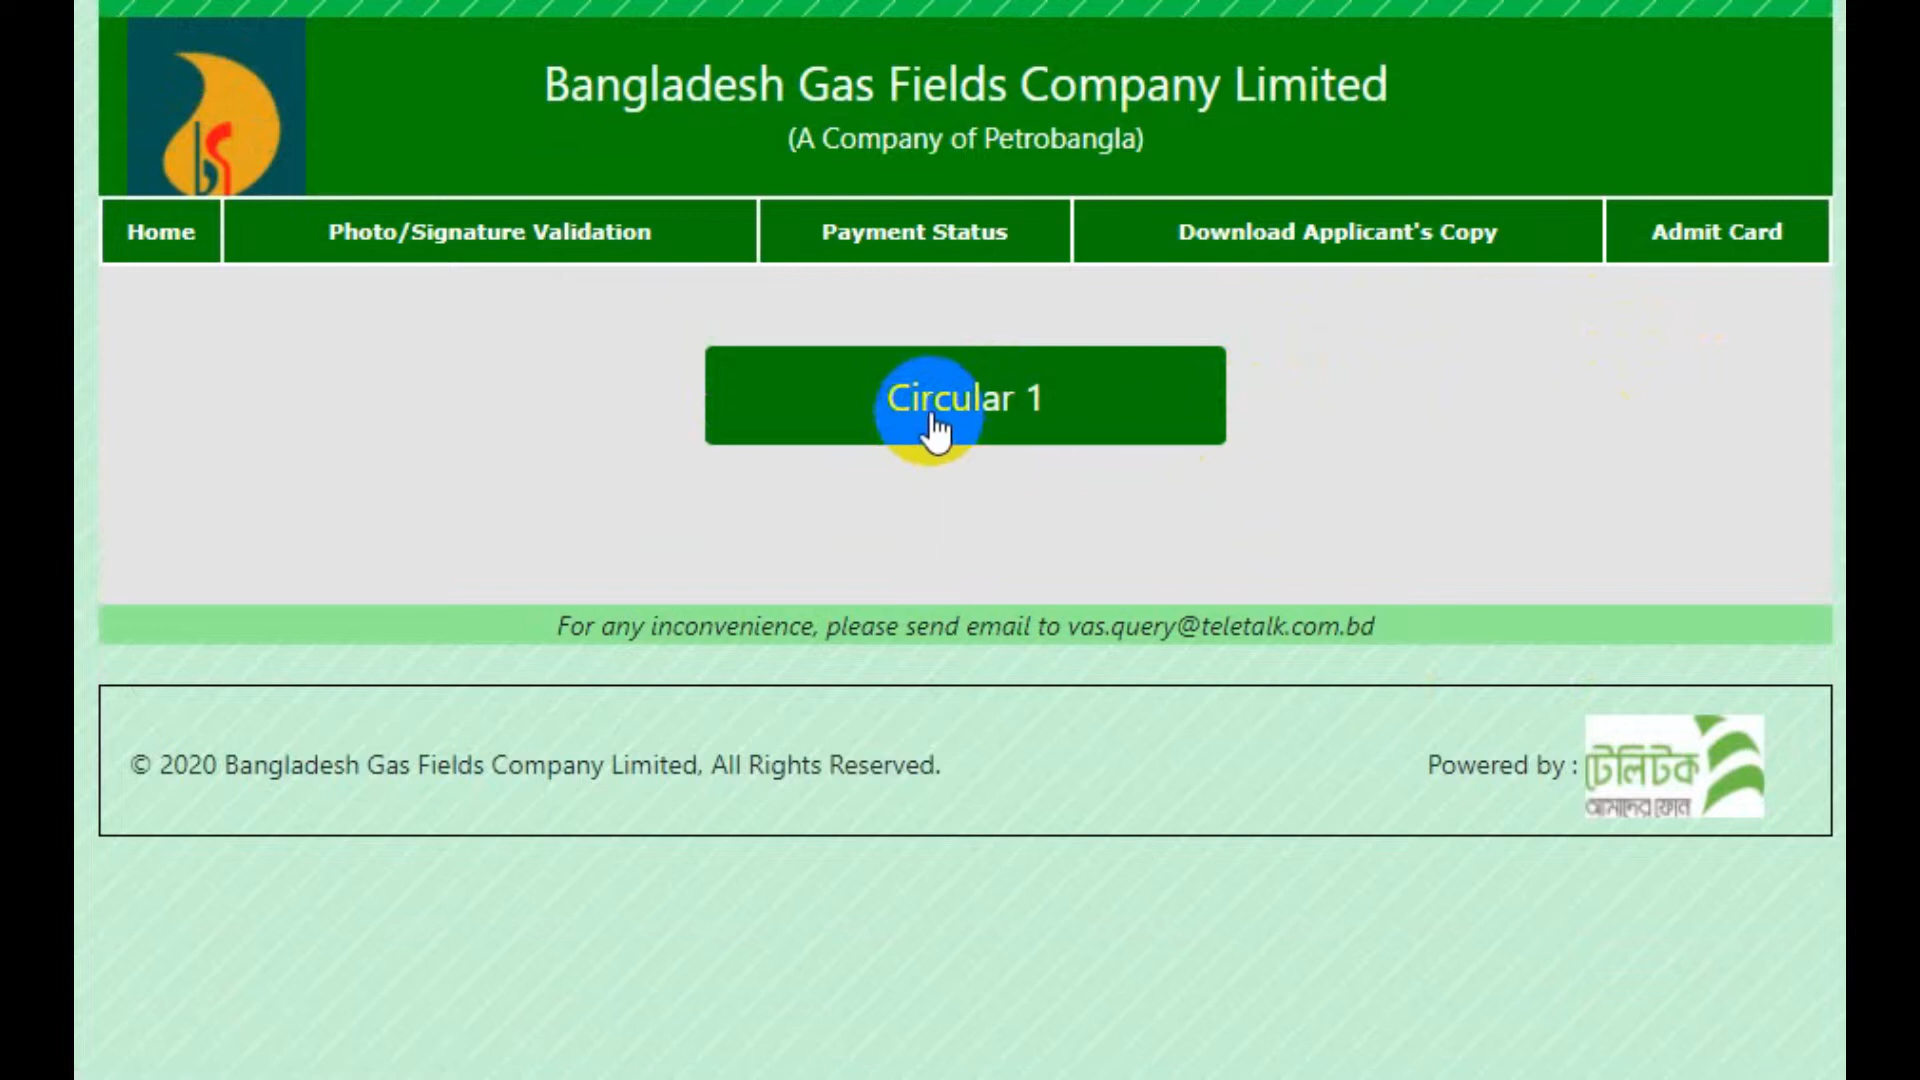 Bangladesh Gas Fields Company Limited
(A Company of Petrobangla)
Home
Photo/Signature Validation
Payment Status
Download Applicant's Copy
Admit Card
Circular 1
For any inconvenience, please send email to vas.query@teletalk.com.bd
© 2020 Bangladesh Gas Fields Company Limited, All Rights Reserved.
Powered by :
টেলিটক
আমাদের ফোন